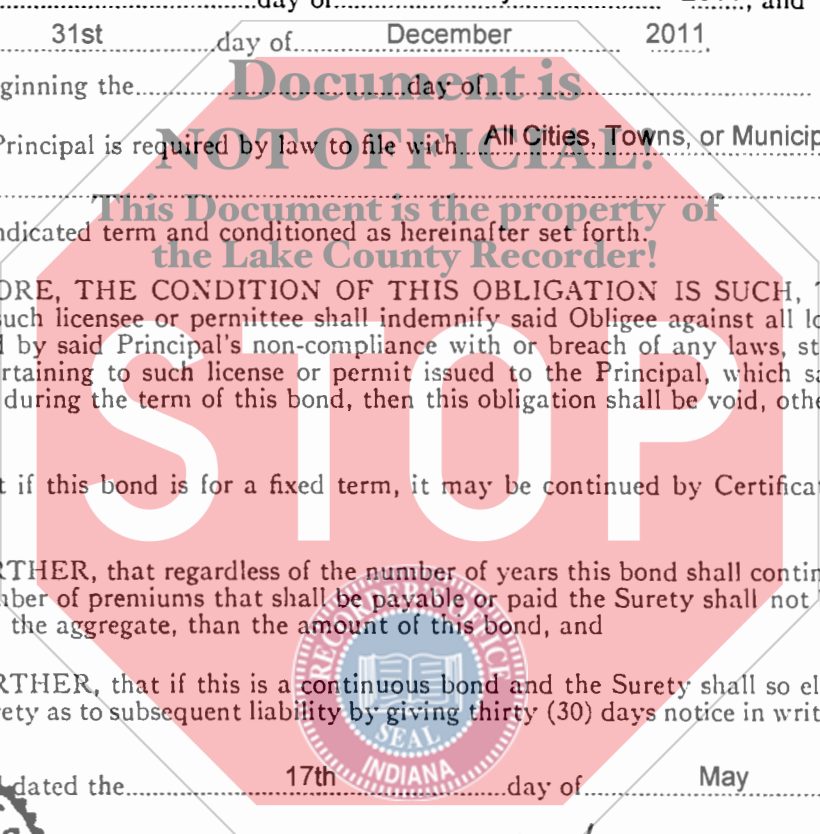 day of
, and
31st day of December 2011.
ginning the day of
Document is
Principal is required by law to file with All Cities, Towns, or Municip
NOT OFFICIAL!
This Document is the property of
ndicated term and conditioned as hereinafter set forth.
the Lake County Recorder!
ORE, THE CONDITION OF THIS OBLIGATION IS SUCH, T
such licensee or permittee shall indemnify said Obligee against all lo
d by said Principal's non-compliance with or breach of any laws, st
rtaining to such license or permit issued to the Principal, which sa
during the term of this bond, then this obligation shall be void, othe
STOP
t if this bond is for a fixed term, it may be continued by Certificat
RTHER, that regardless of the number of years this bond shall contin
nber of premiums that shall be payable or paid the Surety shall not
the aggregate, than the amount of this bond, and
RTHER, that if this is a continuous bond and the Surety shall so el
rety as to subsequent liability by giving thirty (30) days notice in writ
SEAL
INDIANA
dated the 17th day of May